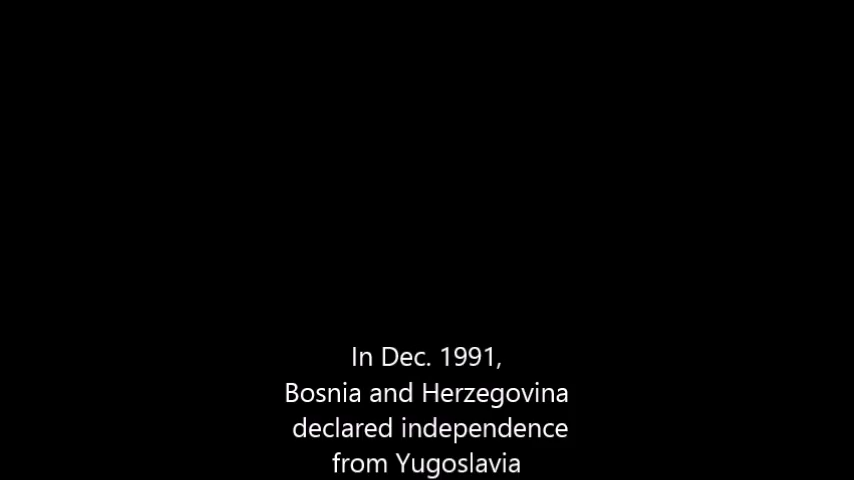 In Dec. 1991,
Bosnia and Herzegovina
declared independence
from Yugoslavia